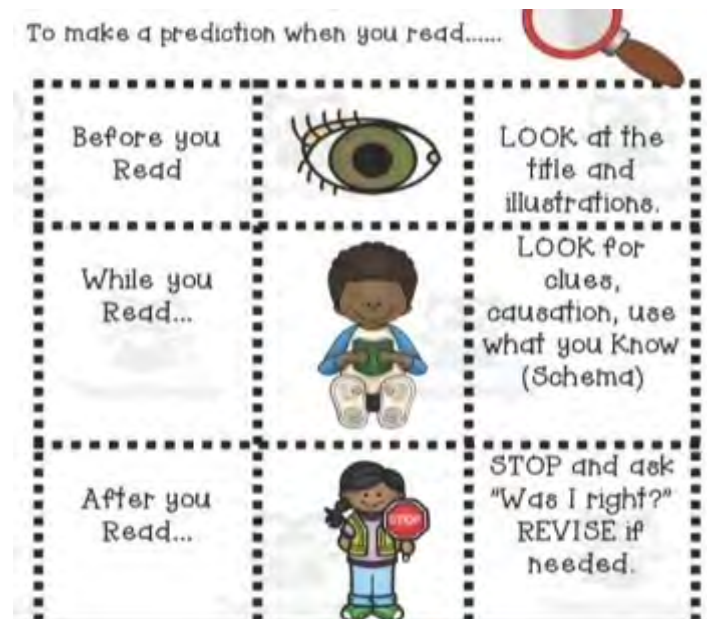 To make a prediction when you read......
Before you
Read
LOOK at the
title and
illustrations.
While you
Read...
LOOK for
clues,
causation, use
what you Know
(Schema)
After you
Read...
STOP
STOP and ask
"Was I right?"
REVISE if
needed.